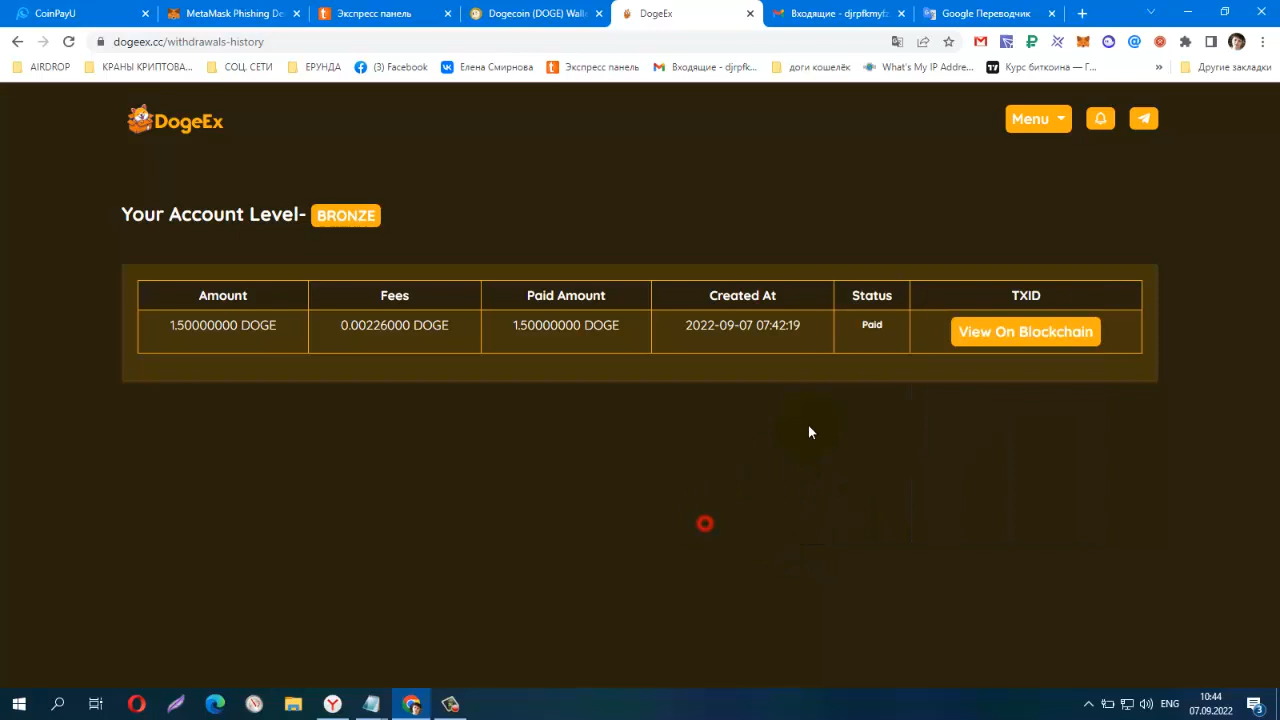 CoinPayU
MetaMask Phishing De
Экспресс панель
Dogecoin (DOGE) Walle
DogeEx
Входящие - djrpfkmyfz
Google Переводчик
dogeex.cc/withdrawals-history
AIRDROP
КРАНЫ КРИПТОВА...
СОЦ. СЕТИ
ЕРУНДА
(3) Facebook
Елена Смирнова
Экспресс панель
Входящие - djrpfk...
доги кошелёк
What's My IP Addre...
Курс биткоина — Г...
»
Другие закладки
DogeEx
Menu
Your Account Level- BRONZE
Amount Fees Paid Amount Created At Status TXID
1.50000000 DOGE 0.00226000 DOGE 1.50000000 DOGE 2022-09-07 07:42:19 Paid View On Blockchain
ENG
10:44
07.09.2022
3